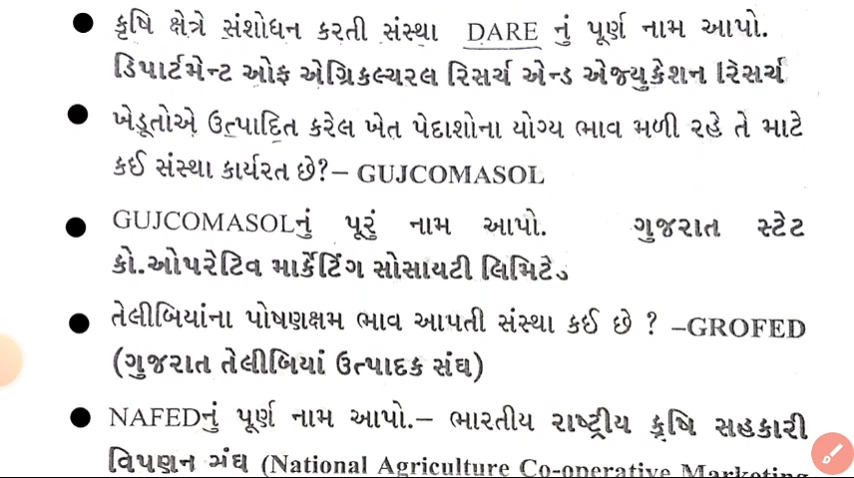 ● કૃષિ ક્ષેત્રે સંશોધન કરતી સંસ્થા DARE નું પૂર્ણ નામ આપો.
ડિપાર્ટમેન્ટ ઓફ એગ્રિકલ્ચરલ રિસર્ચ એન્ડ એજ્યુકેશન રિસર્ચ
● ખેડૂતોએ ઉત્પાદિત કરેલ ખેત પેદાશોના યોગ્ય ભાવ મળી રહે તે માટે
કઈ સંસ્થા કાર્યરત છે?– GUJCOMASOL
● GUJCOMASOLનું પૂરું નામ આપો. ગુજરાત સ્ટેટ
કો.ઓપરેટિવ માર્કેટિંગ સોસાયટી લિમિટેડ
● તેલીબિયાંના પોષણક્ષમ ભાવ આપતી સંસ્થા કઈ છે ? –GROFED
(ગુજરાત તેલીબિયાં ઉત્પાદક સંઘ)
● NAFEDનું પૂર્ણ નામ આપો.– ભારતીય રાષ્ટ્રીય કૃષિ સહકારી
વિપણન સંઘ (National Agriculture Co-operative Marketing